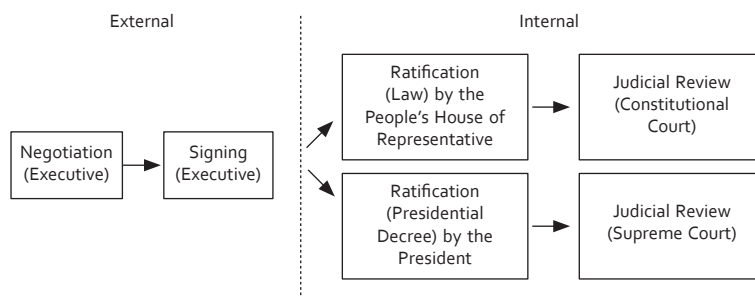 External
Internal
Negotiation
(Executive)
Signing
(Executive)
Ratification
(Law) by the
People’s House of
Representative
Judicial Review
(Constitutional
Court)
Ratification
(Presidential
Decree) by the
President
Judicial Review
(Supreme Court)